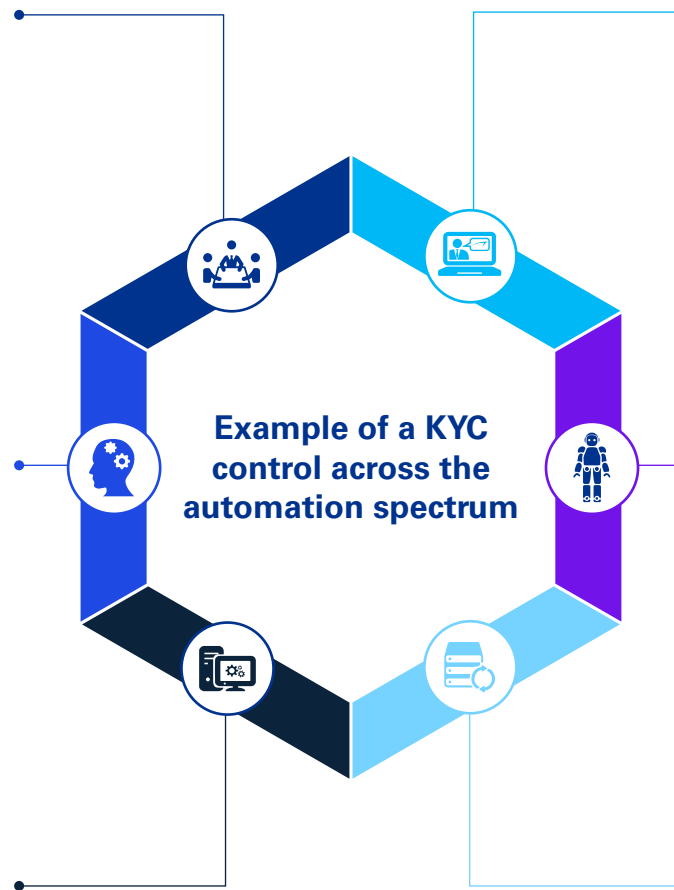 Example of a KYC
control across the
automation spectrum